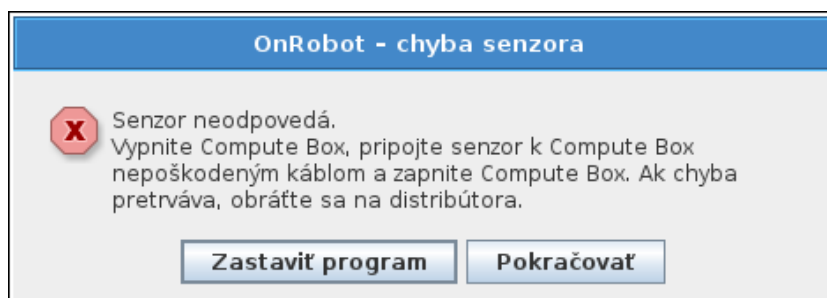 OnRobot - chyba senzora
Senzor neodpovedá.
Vypnite Compute Box, pripojte senzor k Compute Box
nepoškodeným káblom a zapnite Compute Box. Ak chyba
pretrváva, obráťte sa na distribútora.
Zastaviť program Pokračovať